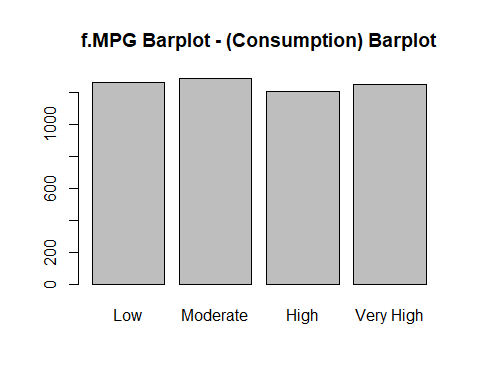 f.MPG Barplot - (Consumption) Barplot
1000
600
200
0
Low Moderate High Very High